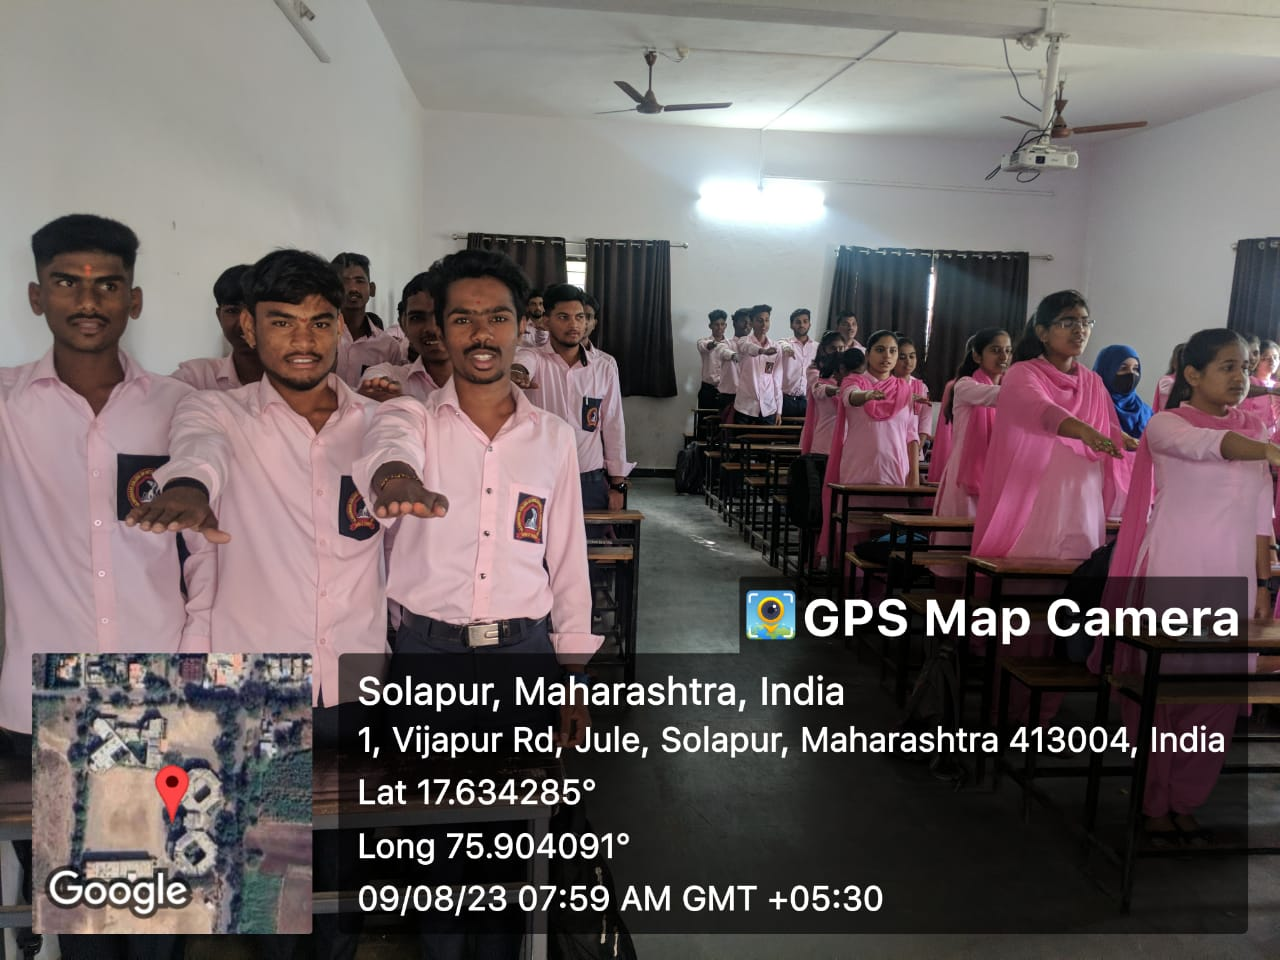 GPS Map Camera
Solapur, Maharashtra, India
1, Vijapur Rd, Jule, Solapur, Maharashtra 413004, India
Lat 17.634285°
Long 75.904091°
09/08/23 07:59 AM GMT +05:30
Google